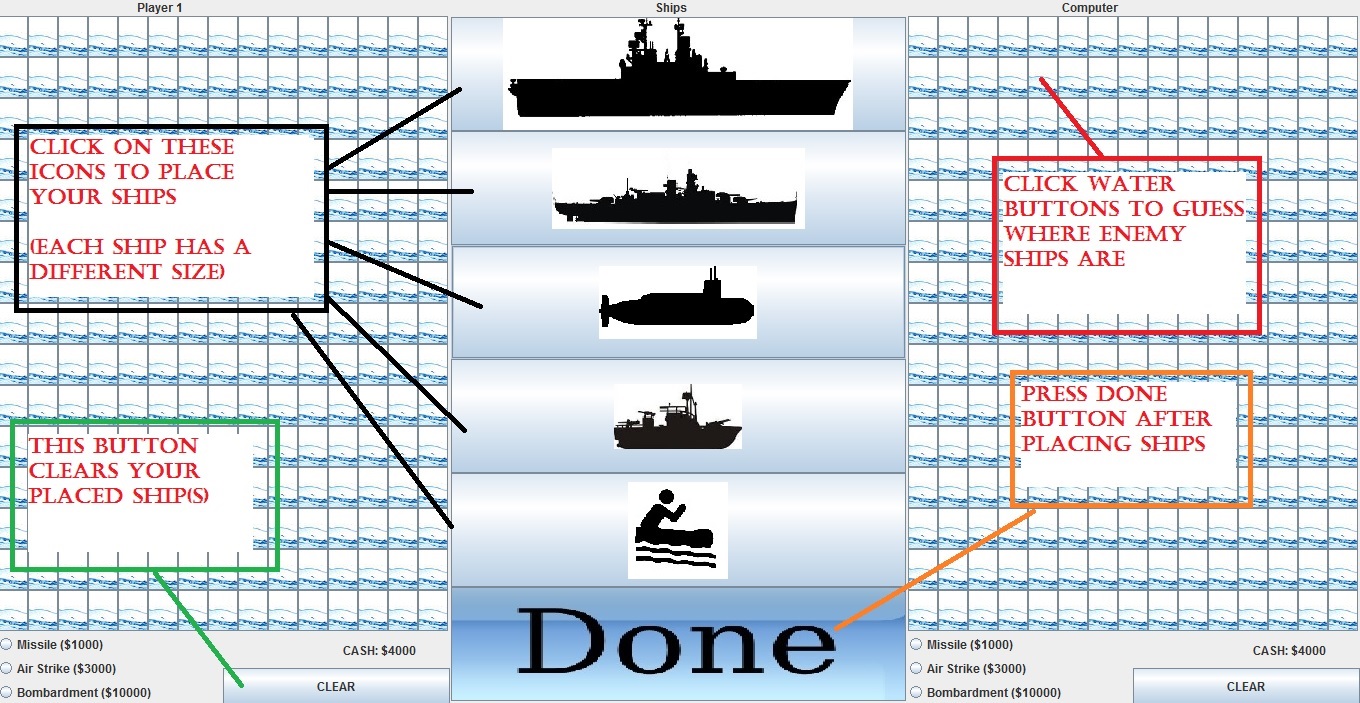 Player 1
Ships
Computer
CLICK ON THESE
ICONS TO PLACE
YOUR SHIPS
(EACH SHIP HAS A
DIFFERENT SIZE)
THIS BUTTON
CLEARS YOUR
PLACED SHIP(S)
CLICK WATER
BUTTONS TO GUESS
WHERE ENEMY
SHIPS ARE
PRESS DONE
BUTTON AFTER
PLACING SHIPS
Missile ($1000)
CASH: $4000
Air Strike ($3000)
Bombardment ($10000)
CLEAR
Done
Missile ($1000)
CASH: $4000
Air Strike ($3000)
Bombardment ($10000)
CLEAR